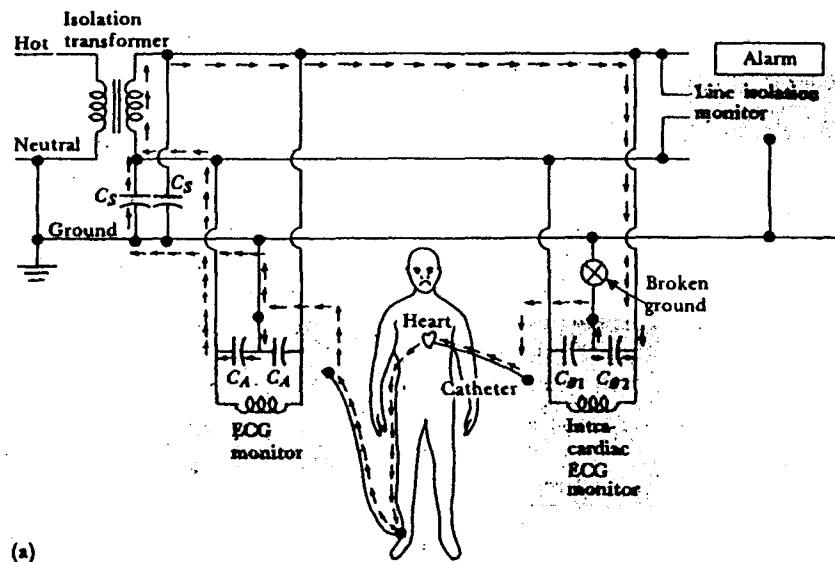 Isolation
transformer
Hot
Alarm
Line isolation
monitor
Neutral
C_S
C_S
Ground
Broken
ground
Heart
Catheter
C_A
C_A
C_B1
C_B2
ECG
monitor
Intra-
cardiac
ECG
monitor
(a)